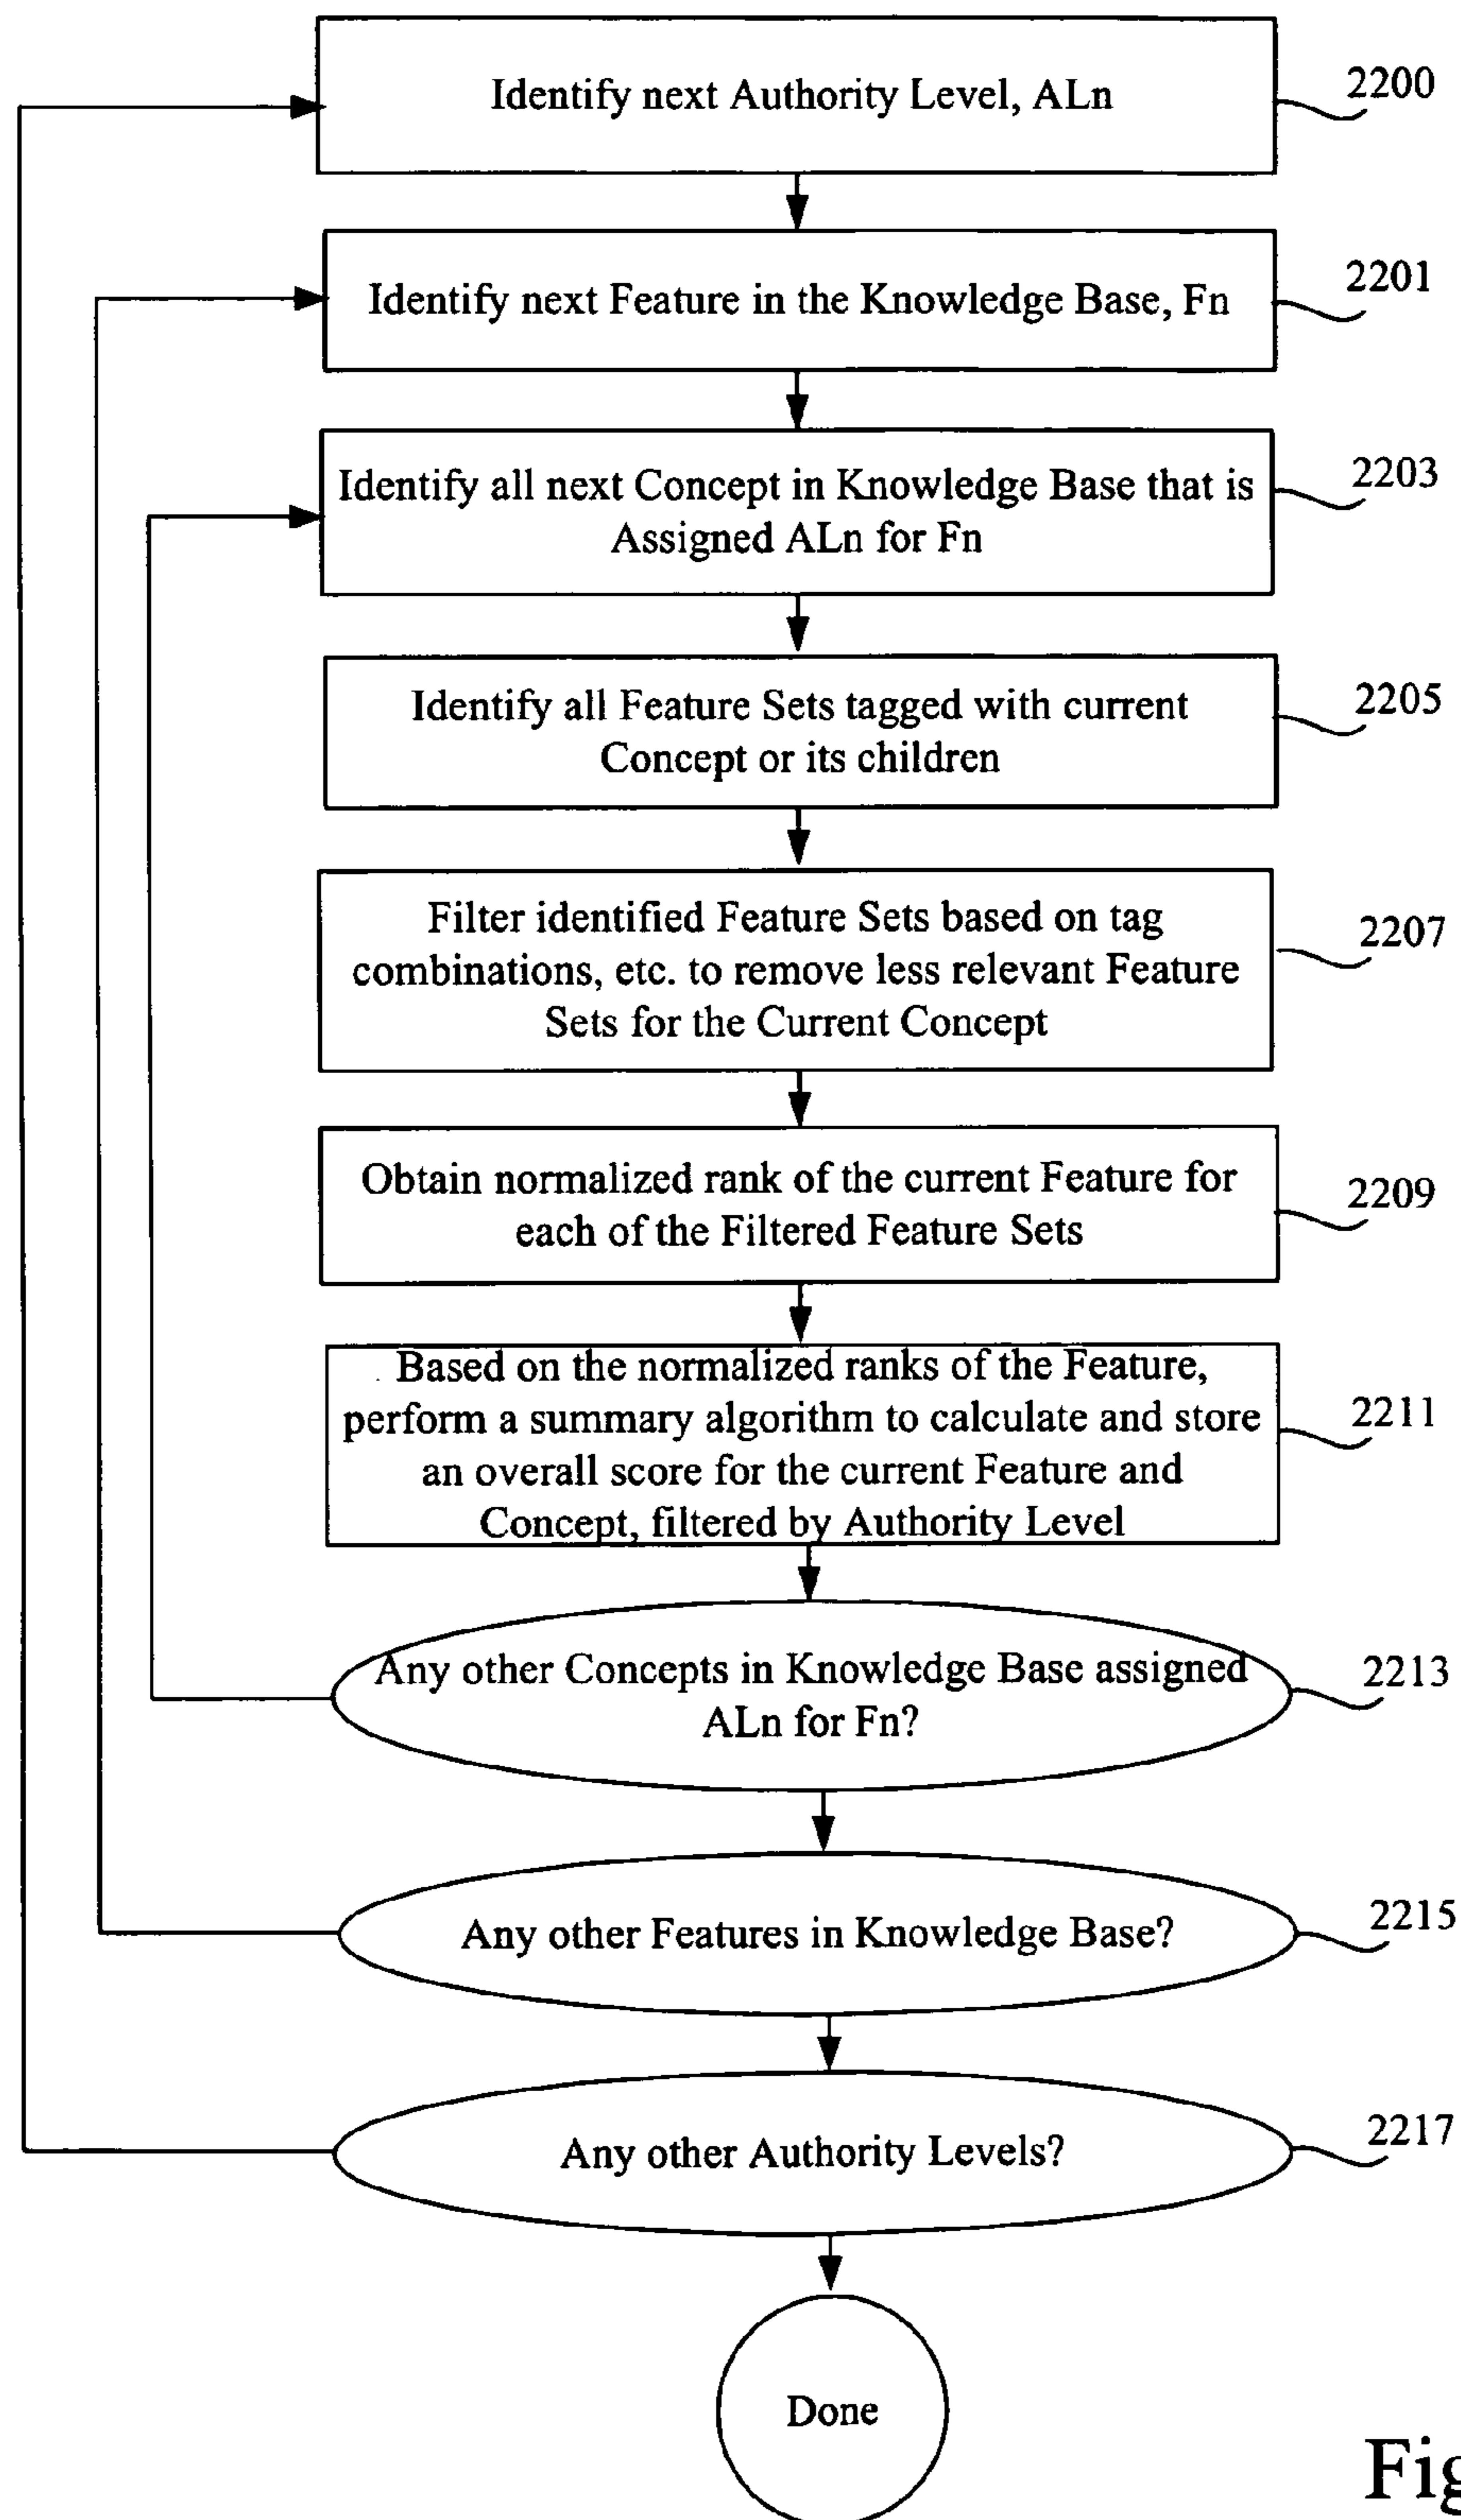 Identify next Authority Level, ALn
2200
Identify next Feature in the Knowledge Base, Fn
2201
Identify all next Concept in Knowledge Base that is
Assigned ALn for Fn
2203
Identify all Feature Sets tagged with current
Concept or its children
2205
Filter identified Feature Sets based on tag
combinations, etc. to remove less relevant Feature
Sets for the Current Concept
2207
Obtain normalized rank of the current Feature for
each of the Filtered Feature Sets
2209
Based on the normalized ranks of the Feature,
perform a summary algorithm to calculate and store
an overall score for the current Feature and
Concept, filtered by Authority Level
2211
Any other Concepts in Knowledge Base assigned
ALn for Fn?
2213
Any other Features in Knowledge Base?
2215
Any other Authority Levels?
2217
Done